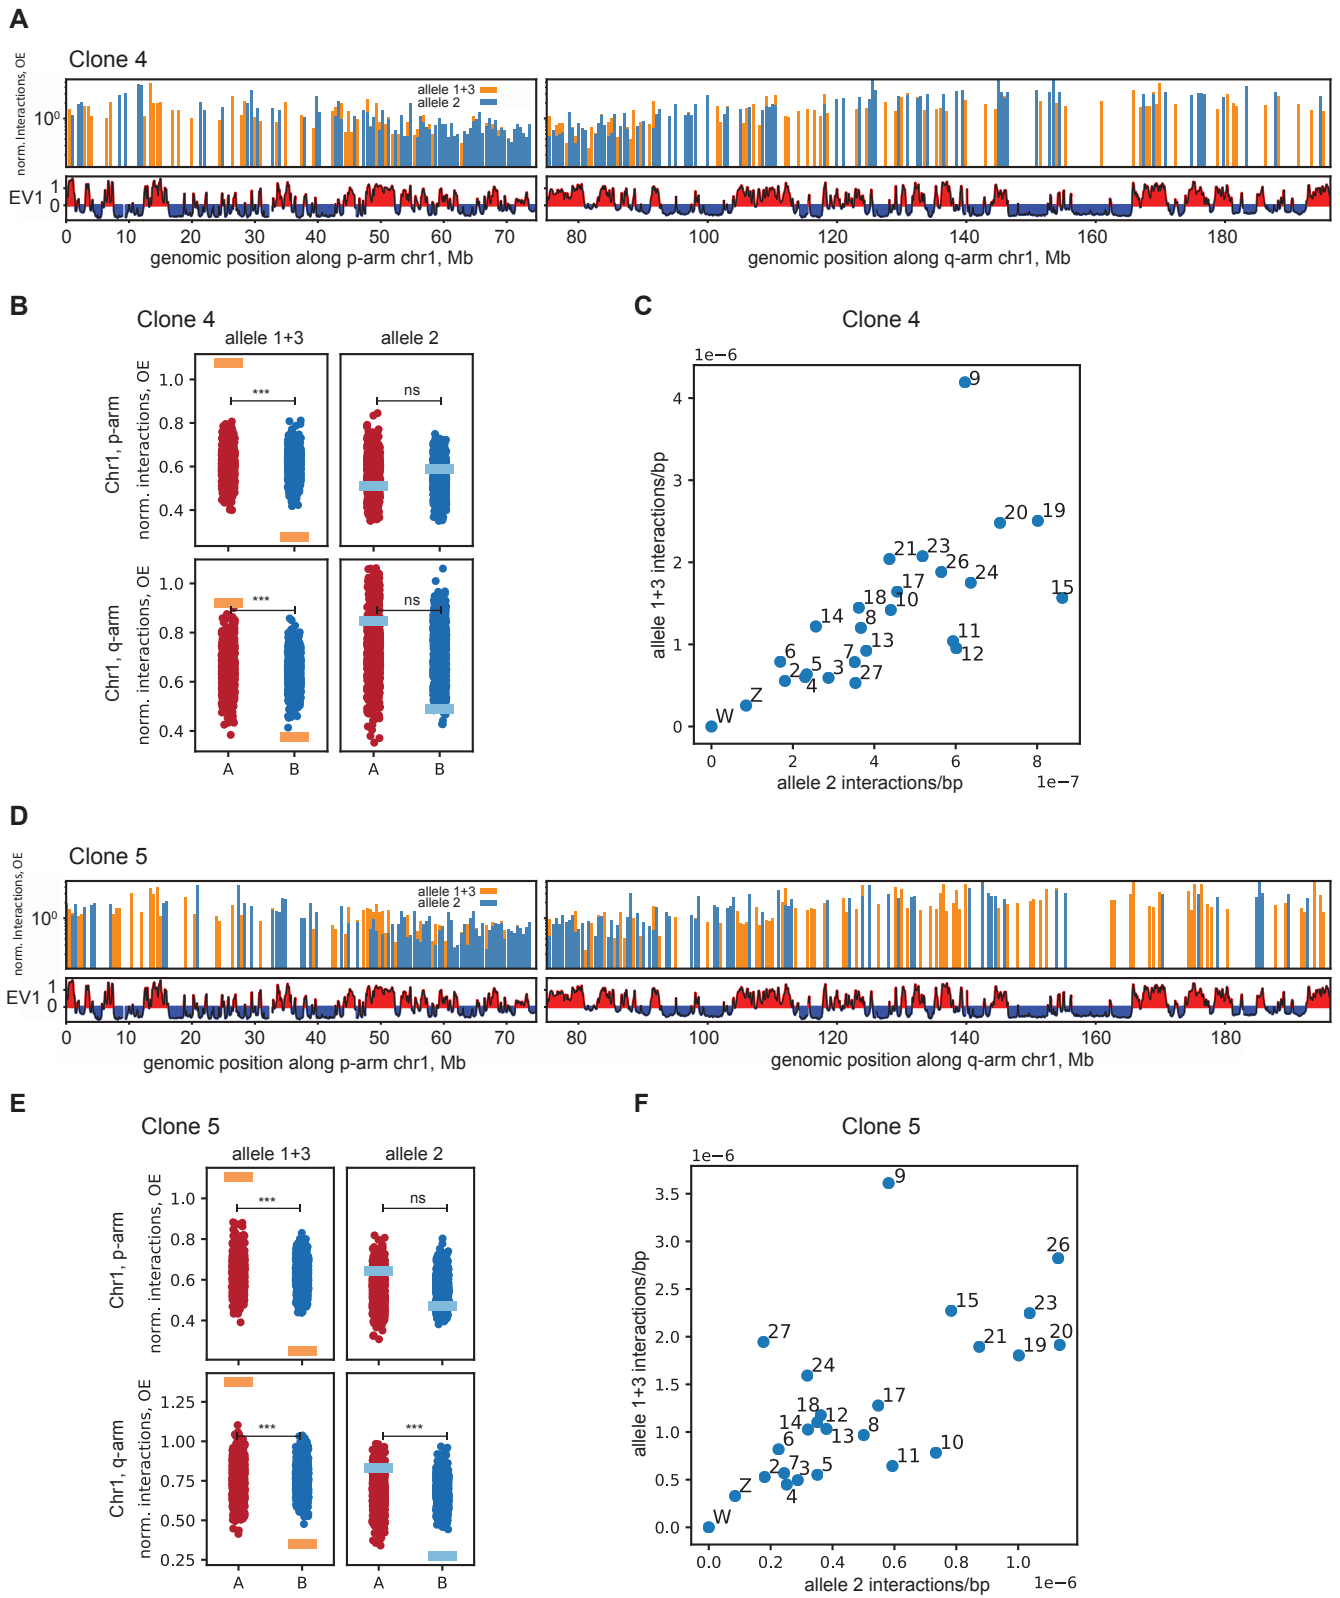 A
Clone 4
norm. Interactions, OE
10⁰
allele 1+3
allele 2
EV1
1
0
0 10 20 30 40 50 60 70
80 100 120 140 160 180
genomic position along p-arm chr1, Mb
genomic position along q-arm chr1, Mb
B
Clone 4
allele 1+3
allele 2
Chr1, p-arm
norm. interactions, OE
1.0
0.8
0.6
0.4
***
ns
Chr1, q-arm
norm. interactions, OE
1.0
0.8
0.6
0.4
***
ns
A B
A B
C
Clone 4
1e−6
allele 1+3 interactions/bp
4
3
2
1
0
9
20
19
21
23
26
24
15
17
18
10
14
8
11
12
13
6
7
5
2
3
4
27
Z
W
0 2 4 6 8
1e−7
allele 2 interactions/bp
D
Clone 5
norm. Interactions, OE
10⁰
allele 1+3
allele 2
EV1
1
0
0 10 20 30 40 50 60 70
80 100 120 140 160 180
genomic position along p-arm chr1, Mb
genomic position along q-arm chr1, Mb
E
Clone 5
allele 1+3
allele 2
Chr1, p-arm
norm. interactions, OE
1.0
0.8
0.6
0.4
***
ns
Chr1, q-arm
norm. interactions, OE
1.25
1.00
0.75
0.50
0.25
***
***
A B
A B
F
Clone 5
1e−6
allele 1+3 interactions/bp
3.5
3.0
2.5
2.0
1.5
1.0
0.5
0.0
9
26
15
23
27
21
19
20
24
17
18
12
14
13
8
6
11
10
2
7
3
5
4
Z
W
0.0 0.2 0.4 0.6 0.8 1.0
1e−6
allele 2 interactions/bp